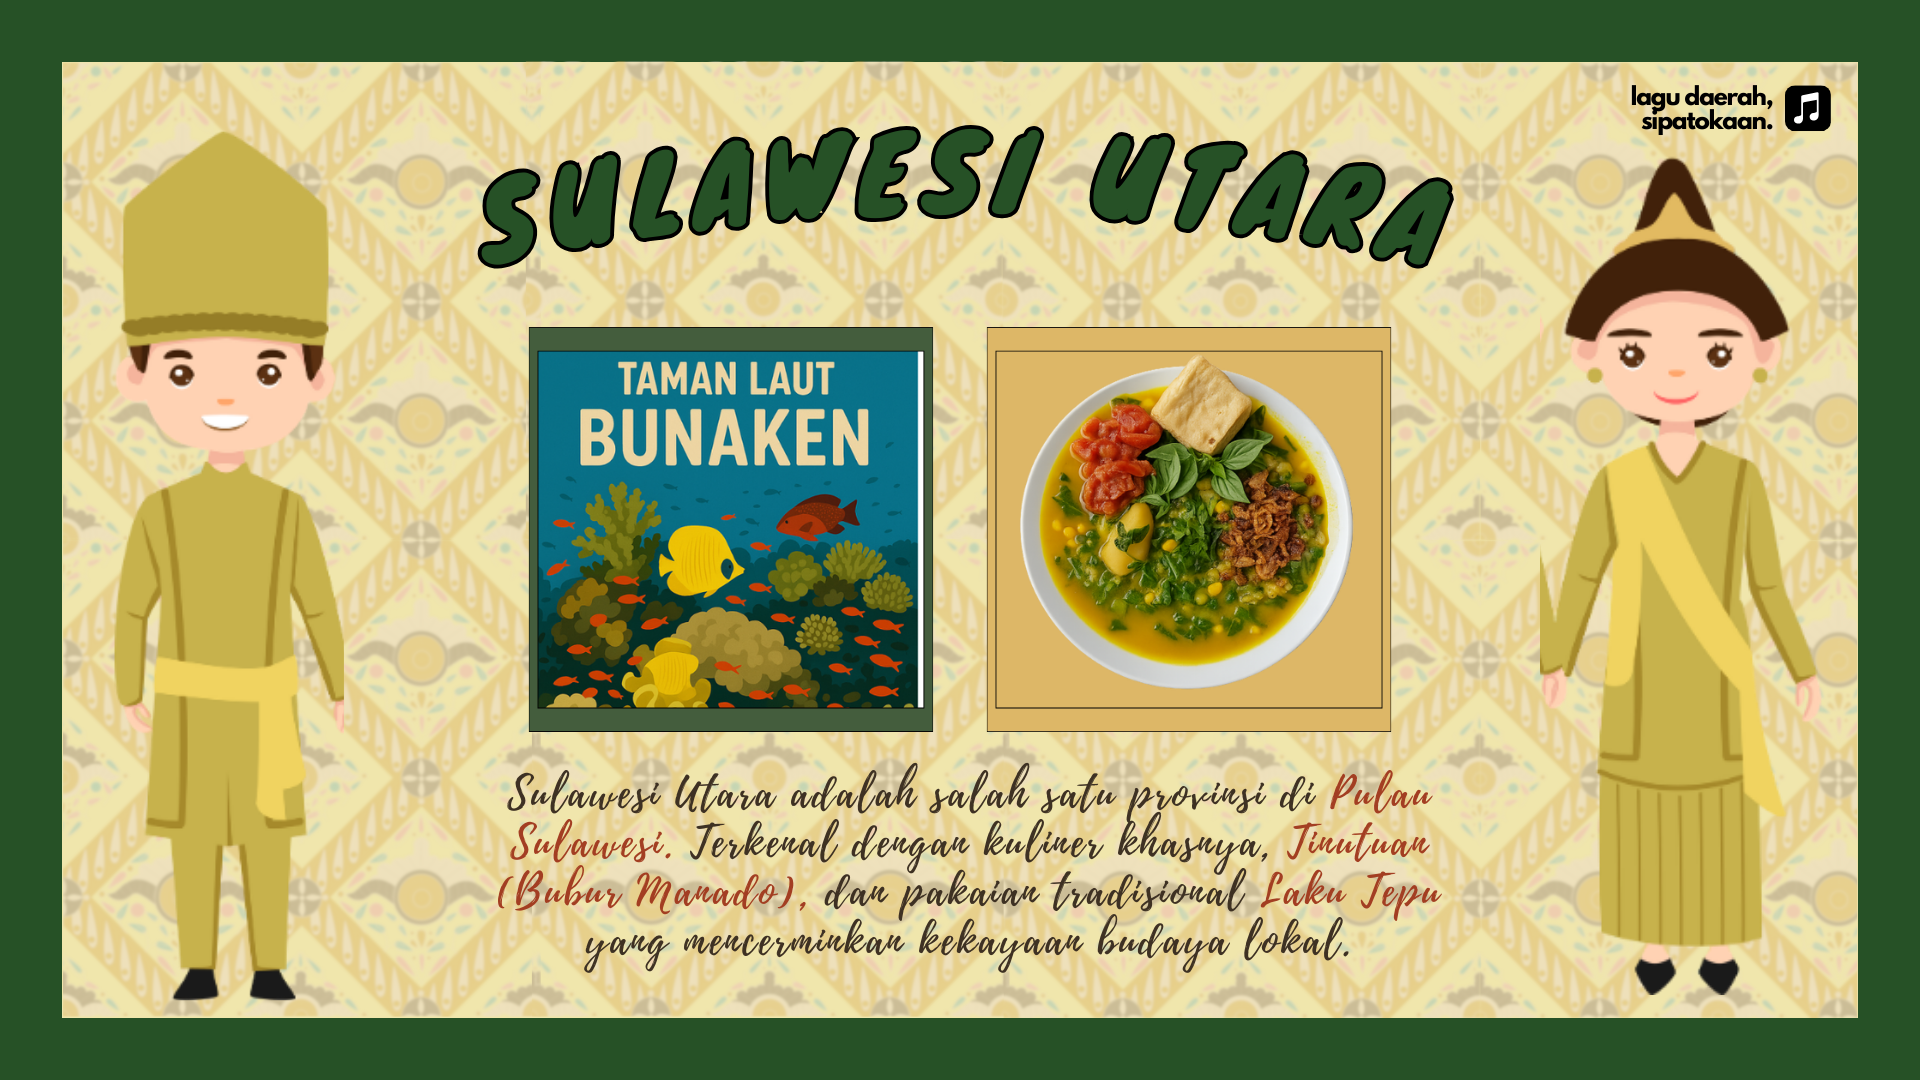 lagu daerah,
sipatokaan.
SULAWESI UTARA
TAMAN LAUT
BUNAKEN
Sulawesi Utara adalah salah satu provinsi di Pulau
Sulawesi. Terkenal dengan kuliner khasnya, Tinutuan
(Bubur Manado), dan pakaian tradisional Laku Tepu
yang mencerminkan kekayaan budaya lokal.